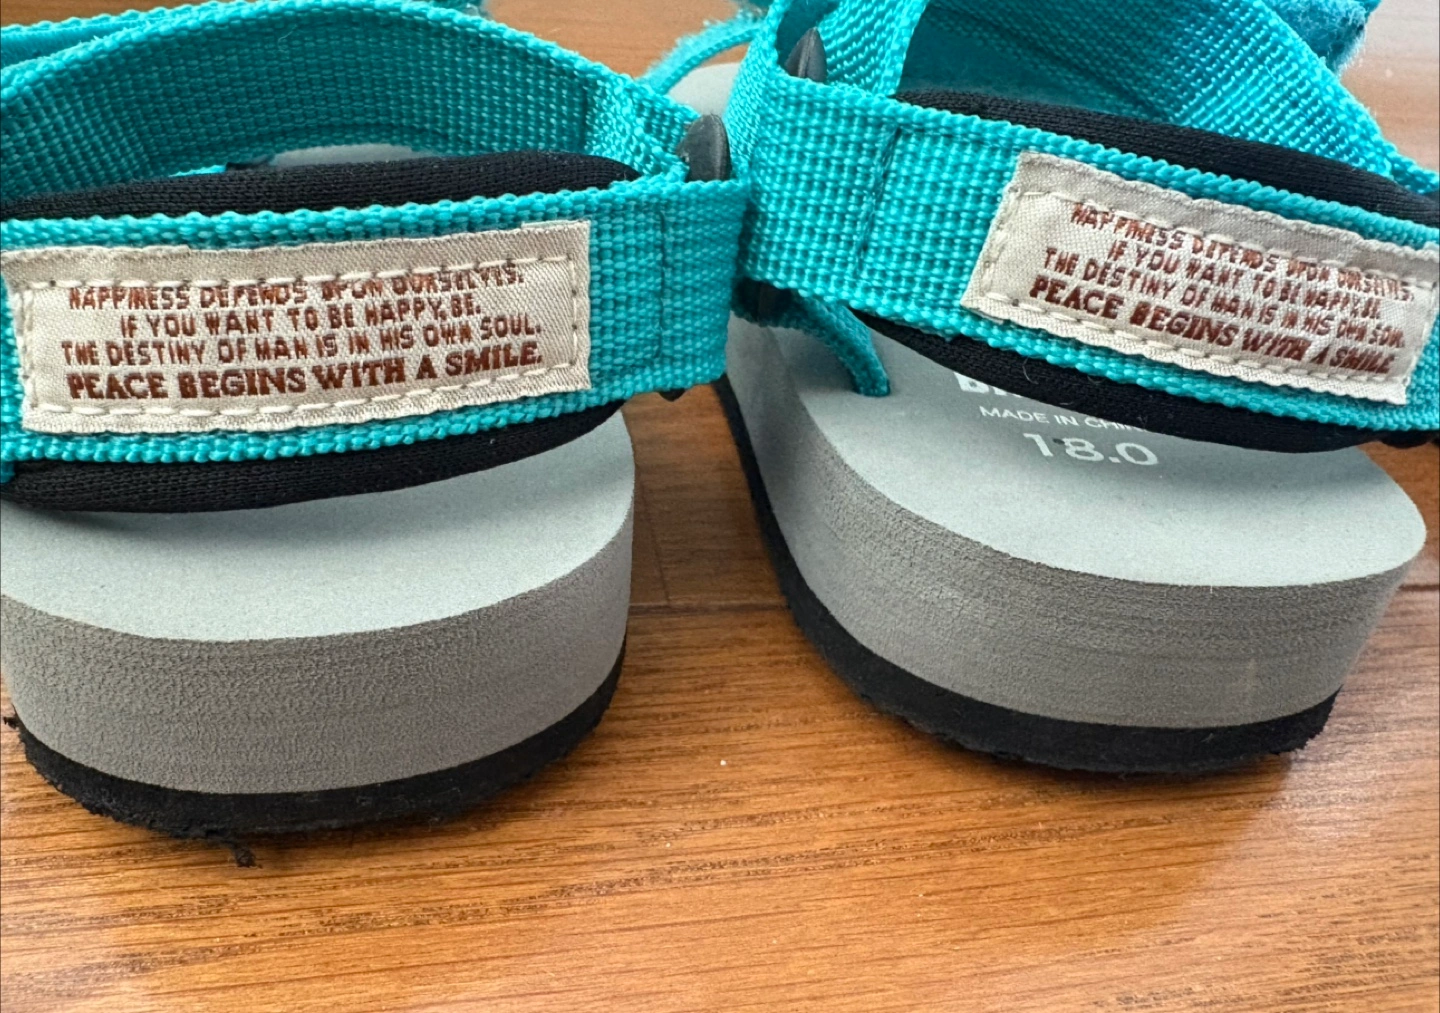 HAPPINESS DEPENDS UPON OURSELVES.
IF YOU WANT TO BE HAPPY, BE.
THE DESTINY OF MAN IS IN HIS OWN SOUL.
PEACE BEGINS WITH A SMILE.
HAPPINESS DEPENDS UPON OURSELVES.
IF YOU WANT TO BE HAPPY, BE.
THE DESTINY OF MAN IS IN HIS OWN SOUL
PEACE BEGINS WITH A SMILE
MADE IN CHIN
18.0